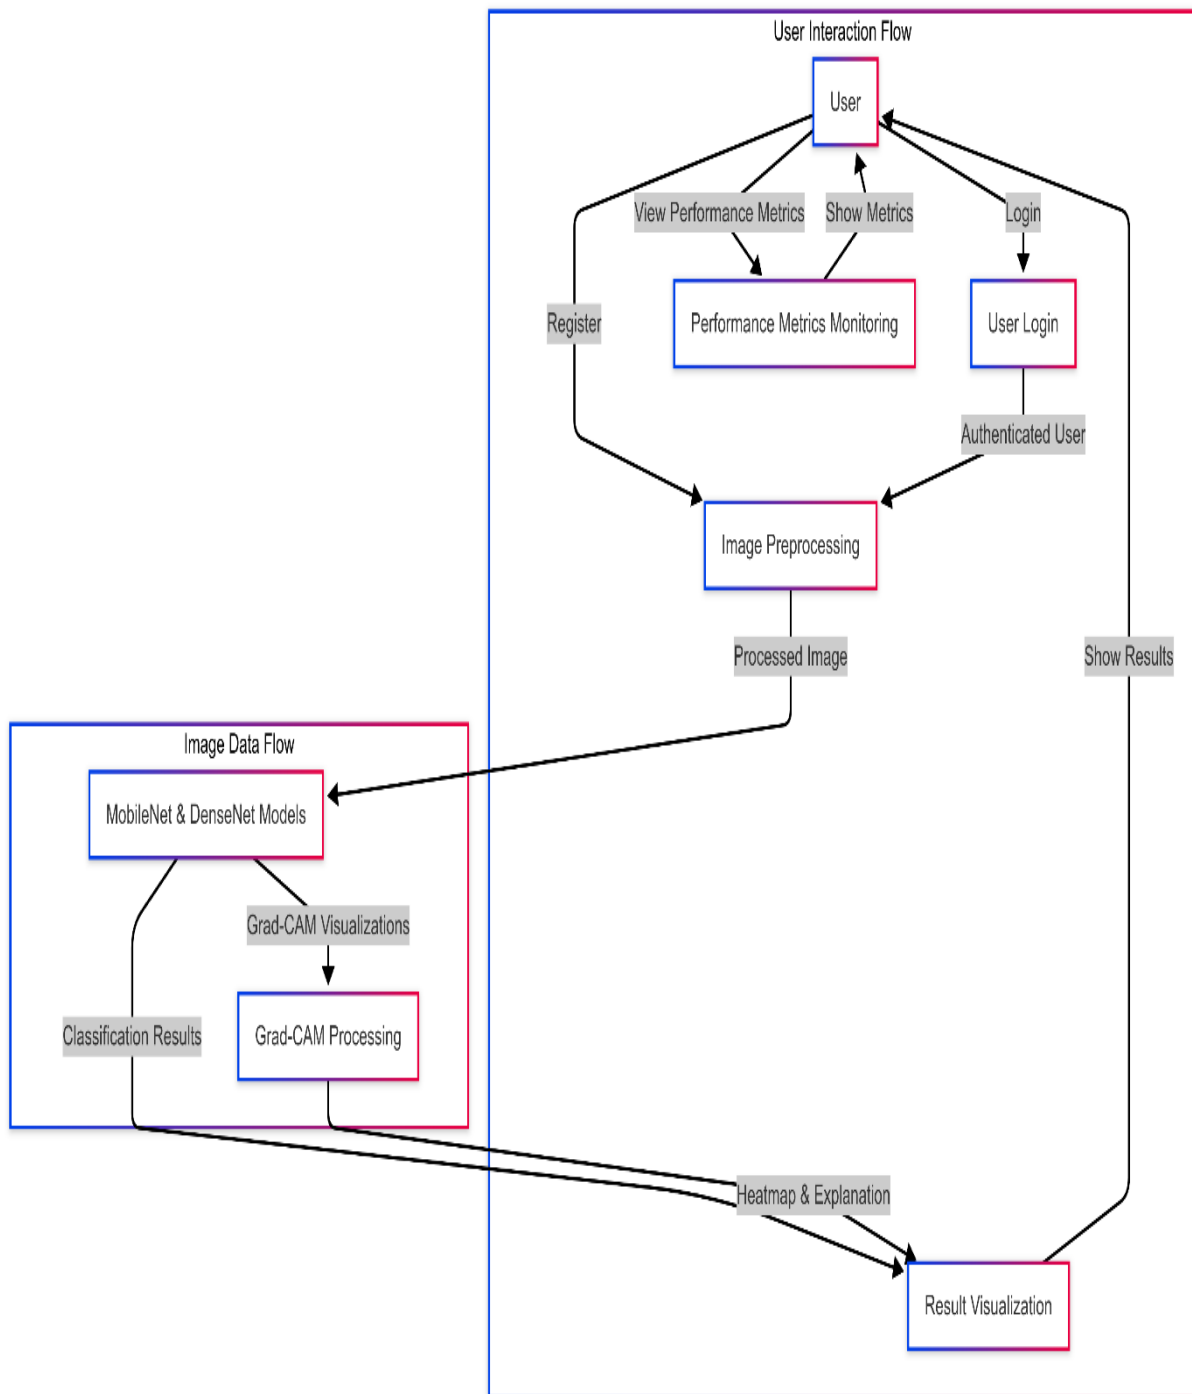 User Interaction Flow
User
View Performance Metrics
Show Metrics
Login
Register
Performance Metrics Monitoring
User Login
Authenticated User
Image Preprocessing
Processed Image
Show Results
Image Data Flow
MobileNet & DenseNet Models
Grad-CAM Visualizations
Classification Results
Grad-CAM Processing
Heatmap & Explanation
Result Visualization